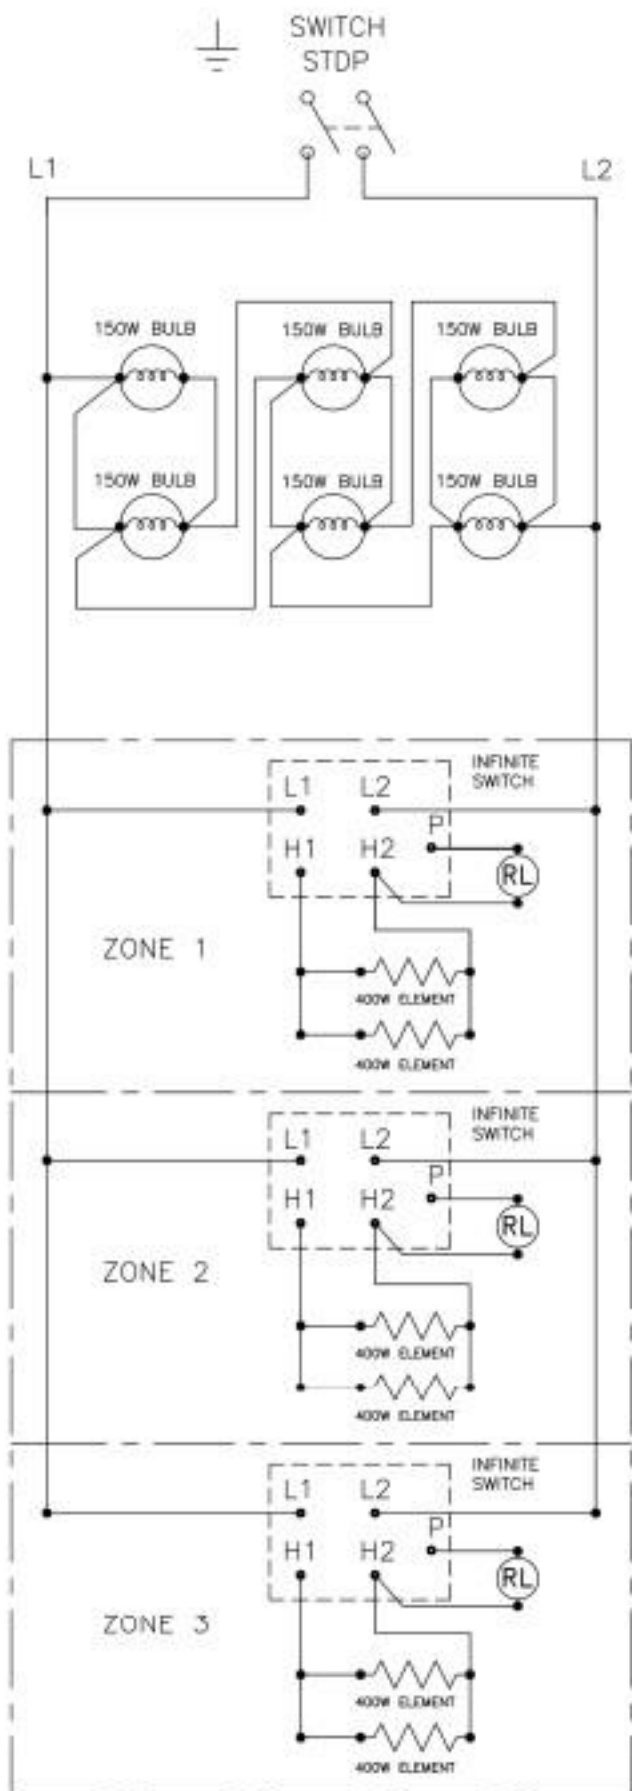 SWITCH
STDP
L1
L2
150W BULB
150W BULB
150W BULB
150W BULB
150W BULB
150W BULB
INFINITE
SWITCH
L1
L2
P
H1
H2
RL
ZONE 1
400W ELEMENT
400W ELEMENT
INFINITE
SWITCH
L1
L2
P
H1
H2
RL
ZONE 2
400W ELEMENT
400W ELEMENT
INFINITE
SWITCH
L1
L2
P
H1
H2
RL
ZONE 3
400W ELEMENT
400W ELEMENT